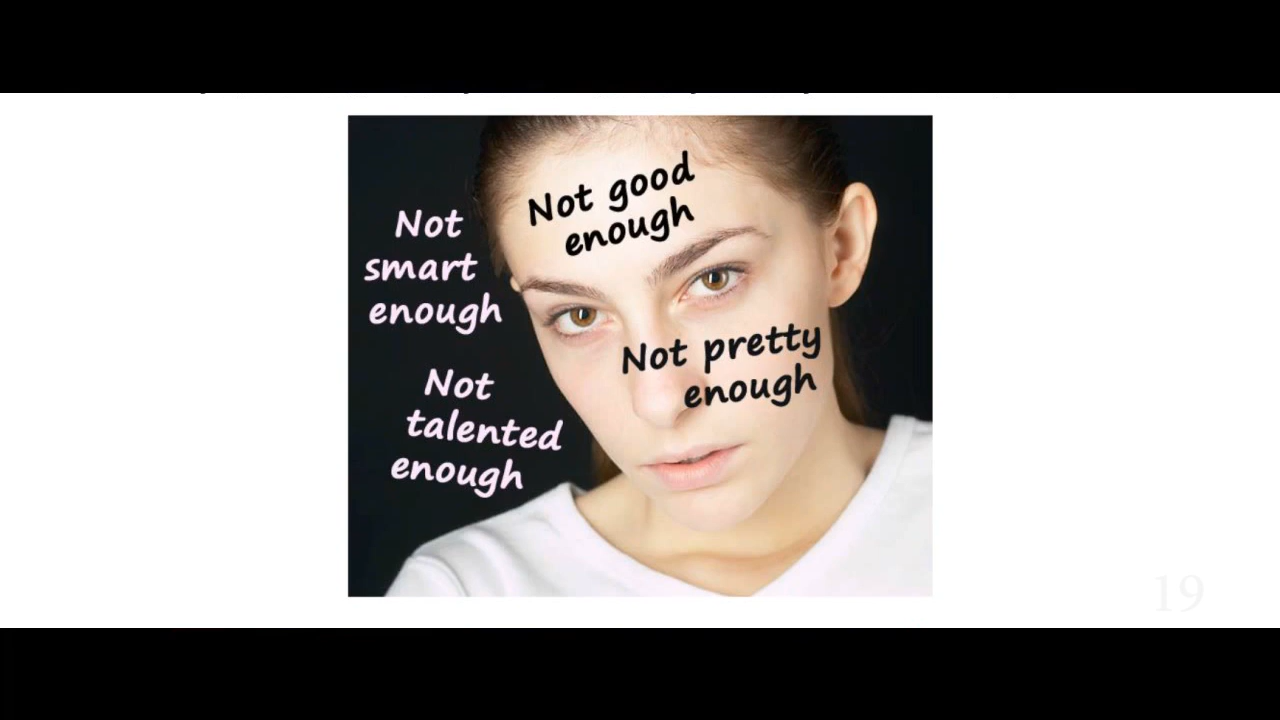 Not good
enough
Not
smart
enough
Not pretty
enough
Not
talented
enough
19